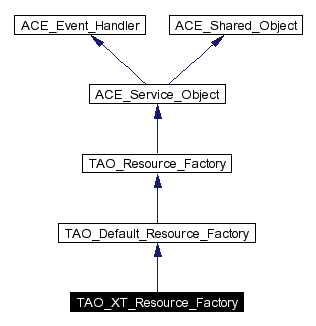 ACE_Event_Handler ACE_Shared_Object
ACE_Service_Object
TAO_Resource_Factory
TAO_Default_Resource_Factory
TAO_XT_Resource_Factory